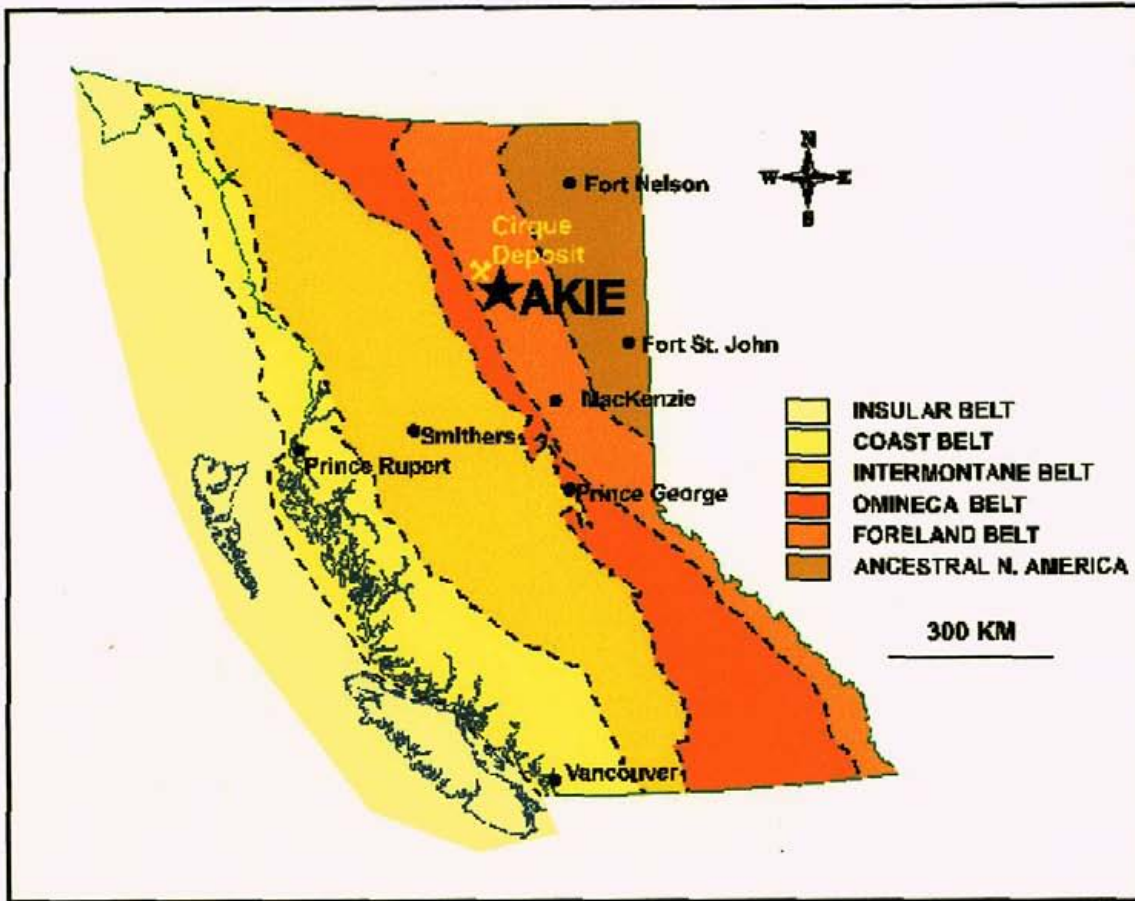 N
W E
S
Fort Nelson
Cirque
Deposit
AKIE
Fort St. John
MacKenzie
Smithers
Prince Rupert
Prince George
Vancouver
INSULAR BELT
COAST BELT
INTERMONTANE BELT
OMINECA BELT
FORELAND BELT
ANCESTRAL N. AMERICA
300 KM